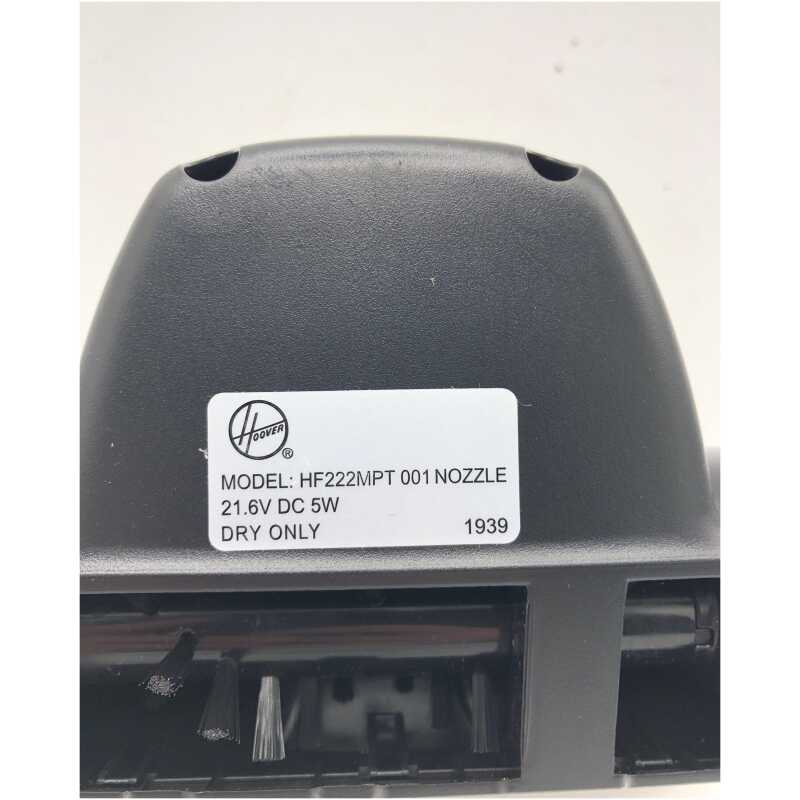 HOOVER
®
MODEL: HF222MPT 001 NOZZLE
21.6V DC 5W
DRY ONLY 1939